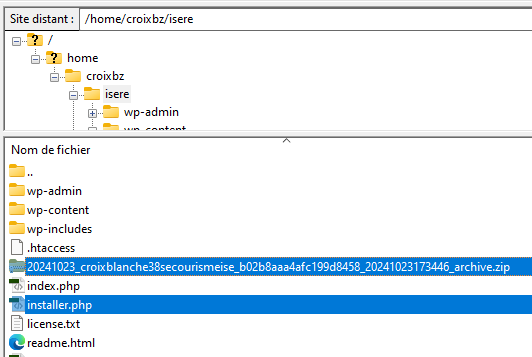 Site distant : /home/croixbz/isere
/
home
croixbz
isere
wp-admin
wp-content
Nom de fichier
..
wp-admin
wp-content
wp-includes
.htaccess
20241023_croixblanche38secourismeise_b02b8aaa4afc199d8458_20241023173446_archive.zip
index.php
installer.php
license.txt
readme.html